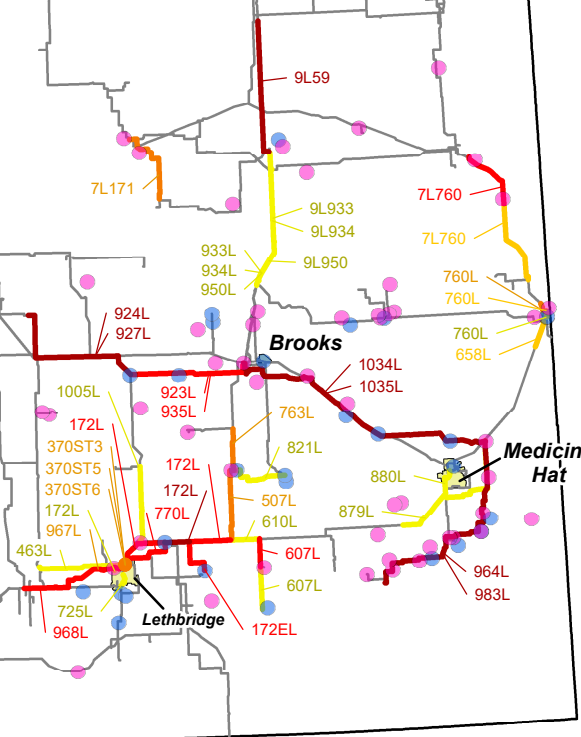 9L59
7L171
7L760
9L933
9L934
7L760
933L
934L
950L
9L950
760L
760L
924L
927L
760L
658L
Brooks
1034L
1035L
1005L
923L
935L
172L
763L
370ST3
370ST5
370ST6
172L
821L
Medicin
Hat
172L
880L
172L
967L
770L
507L
879L
610L
463L
607L
964L
983L
725L
607L
Lethbridge
968L
172EL